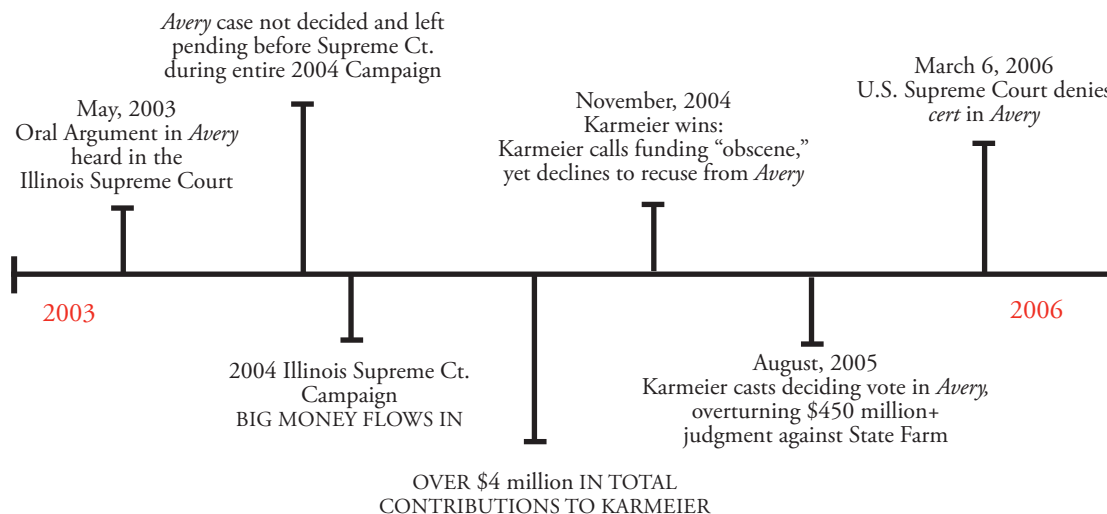 Avery case not decided and left
pending before Supreme Ct.
during entire 2004 Campaign
May, 2003
Oral Argument in Avery
heard in the
Illinois Supreme Court
November, 2004
Karmeier wins:
Karmeier calls funding “obscene,”
yet declines to recuse from Avery
March 6, 2006
U.S. Supreme Court denies
cert in Avery
2003
2006
2004 Illinois Supreme Ct.
Campaign
BIG MONEY FLOWS IN
OVER $4 million IN TOTAL
CONTRIBUTIONS TO KARMEIER
August, 2005
Karmeier casts deciding vote in Avery,
overturning $450 million+
judgment against State Farm